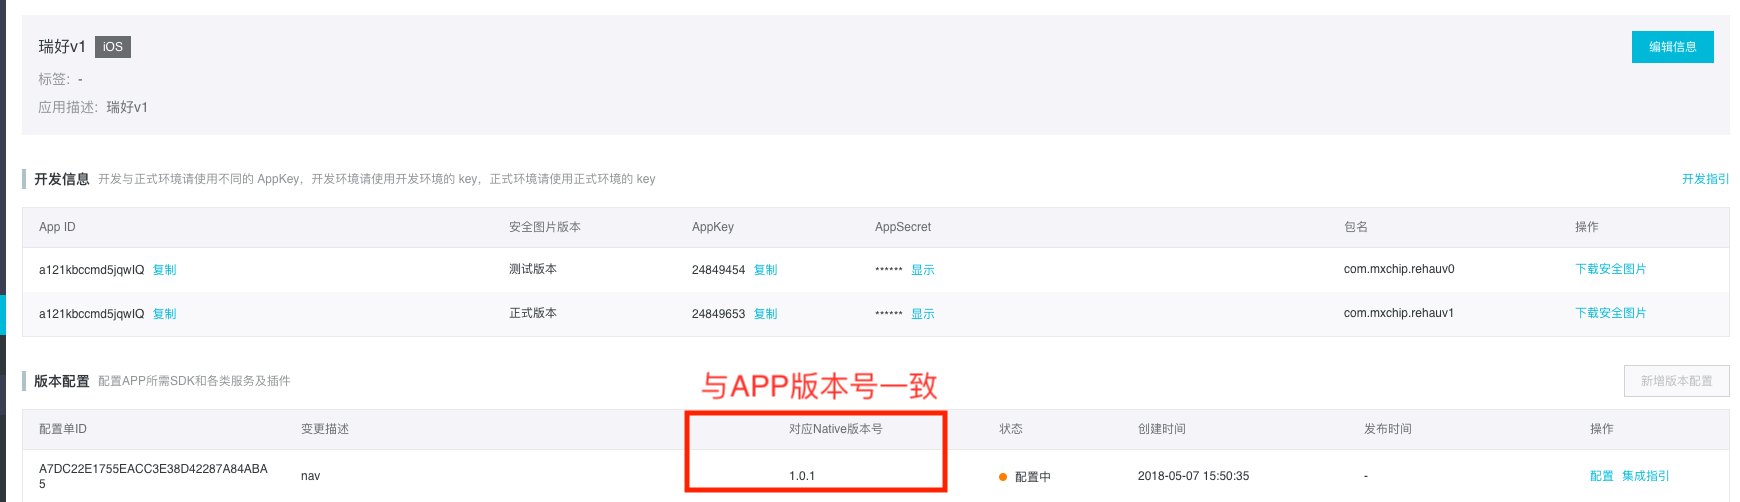 瑞好v1 iOS 编辑信息
标签: -
应用描述: 瑞好v1
开发信息 开发与正式环境请使用不同的 AppKey，开发环境请使用开发环境的 key，正式环境请使用正式环境的 key 开发指引
App ID 安全图片版本 AppKey AppSecret 包名 操作
a121kbccmd5jqwIQ 复制 测试版本 24849454 复制 ****** 显示 com.mxchip.rehauv0 下载安全图片
a121kbccmd5jqwIQ 复制 正式版本 24849653 复制 ****** 显示 com.mxchip.rehauv1 下载安全图片
版本配置 配置APP所需SDK和各类服务及插件 与APP版本号一致 新增版本配置
配置单ID 变更描述 对应Native版本号 状态 创建时间 发布时间 操作
A7DC22E1755EACC3E38D42287A84ABA
5 nav 1.0.1 配置中 2018-05-07 15:50:35 - 配置 集成指引